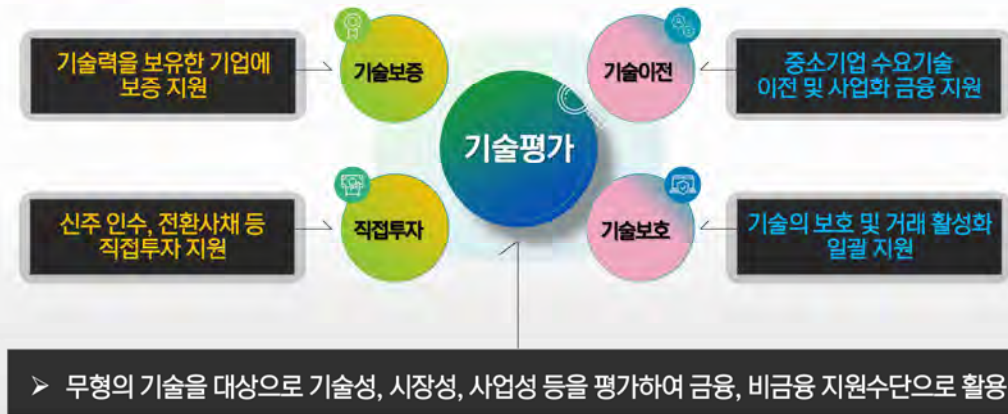 기술력을 보유한 기업에
보증 지원
기술보증
기술이전
중소기업 수요기술
이전 및 사업화 금융 지원
기술평가
신주 인수, 전환사채 등
직접투자 지원
직접투자
기술보호
기술의 보호 및 거래 활성화
일괄 지원
➢ 무형의 기술을 대상으로 기술성, 시장성, 사업성 등을 평가하여 금융, 비금융 지원수단으로 활용